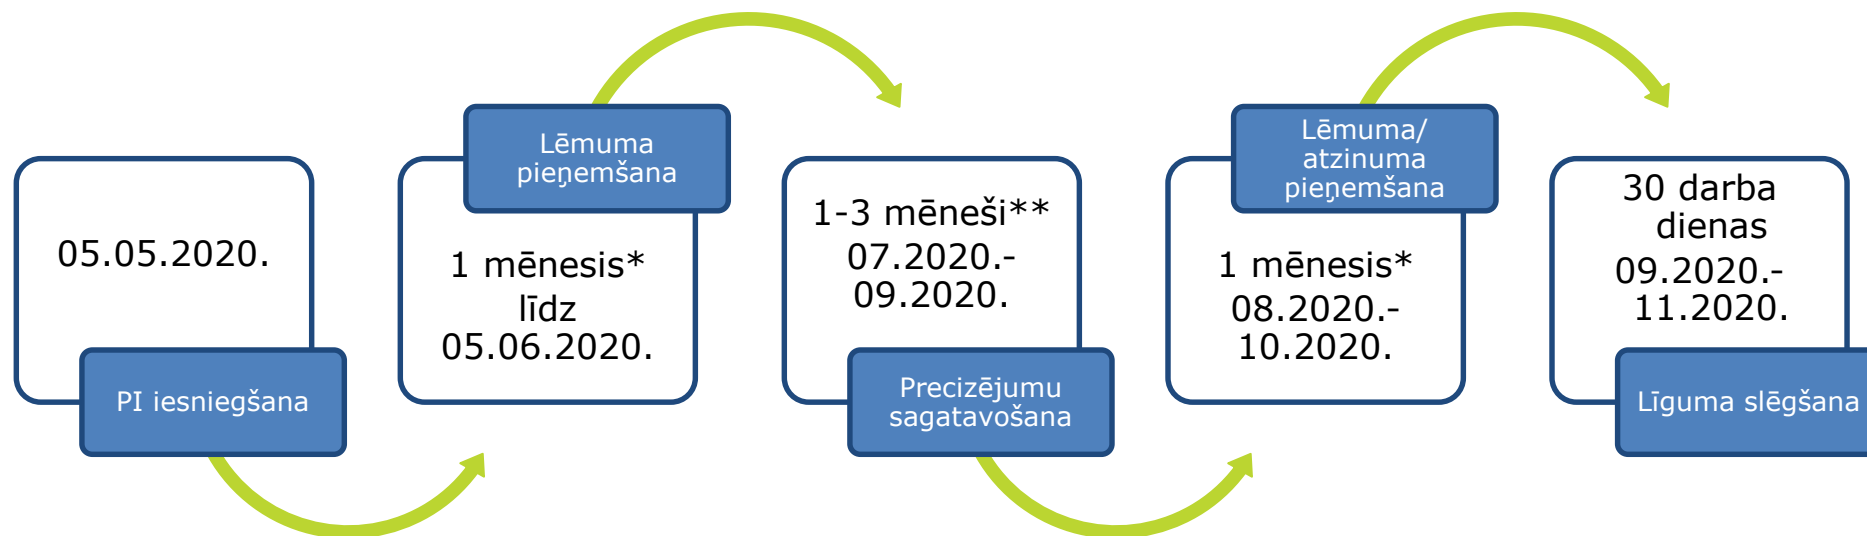 05.05.2020.
PI iesniegšana
Lēmuma
pieņemšana
1 mēnesis*
līdz
05.06.2020.
1-3 mēneši**
07.2020.-
09.2020.
Precizējumu
sagatavošana
Lēmuma/
atzinuma
pieņemšana
1 mēnesis*
08.2020.-
10.2020.
30 darba
dienas
09.2020.-
11.2020.
Līguma slēgšana